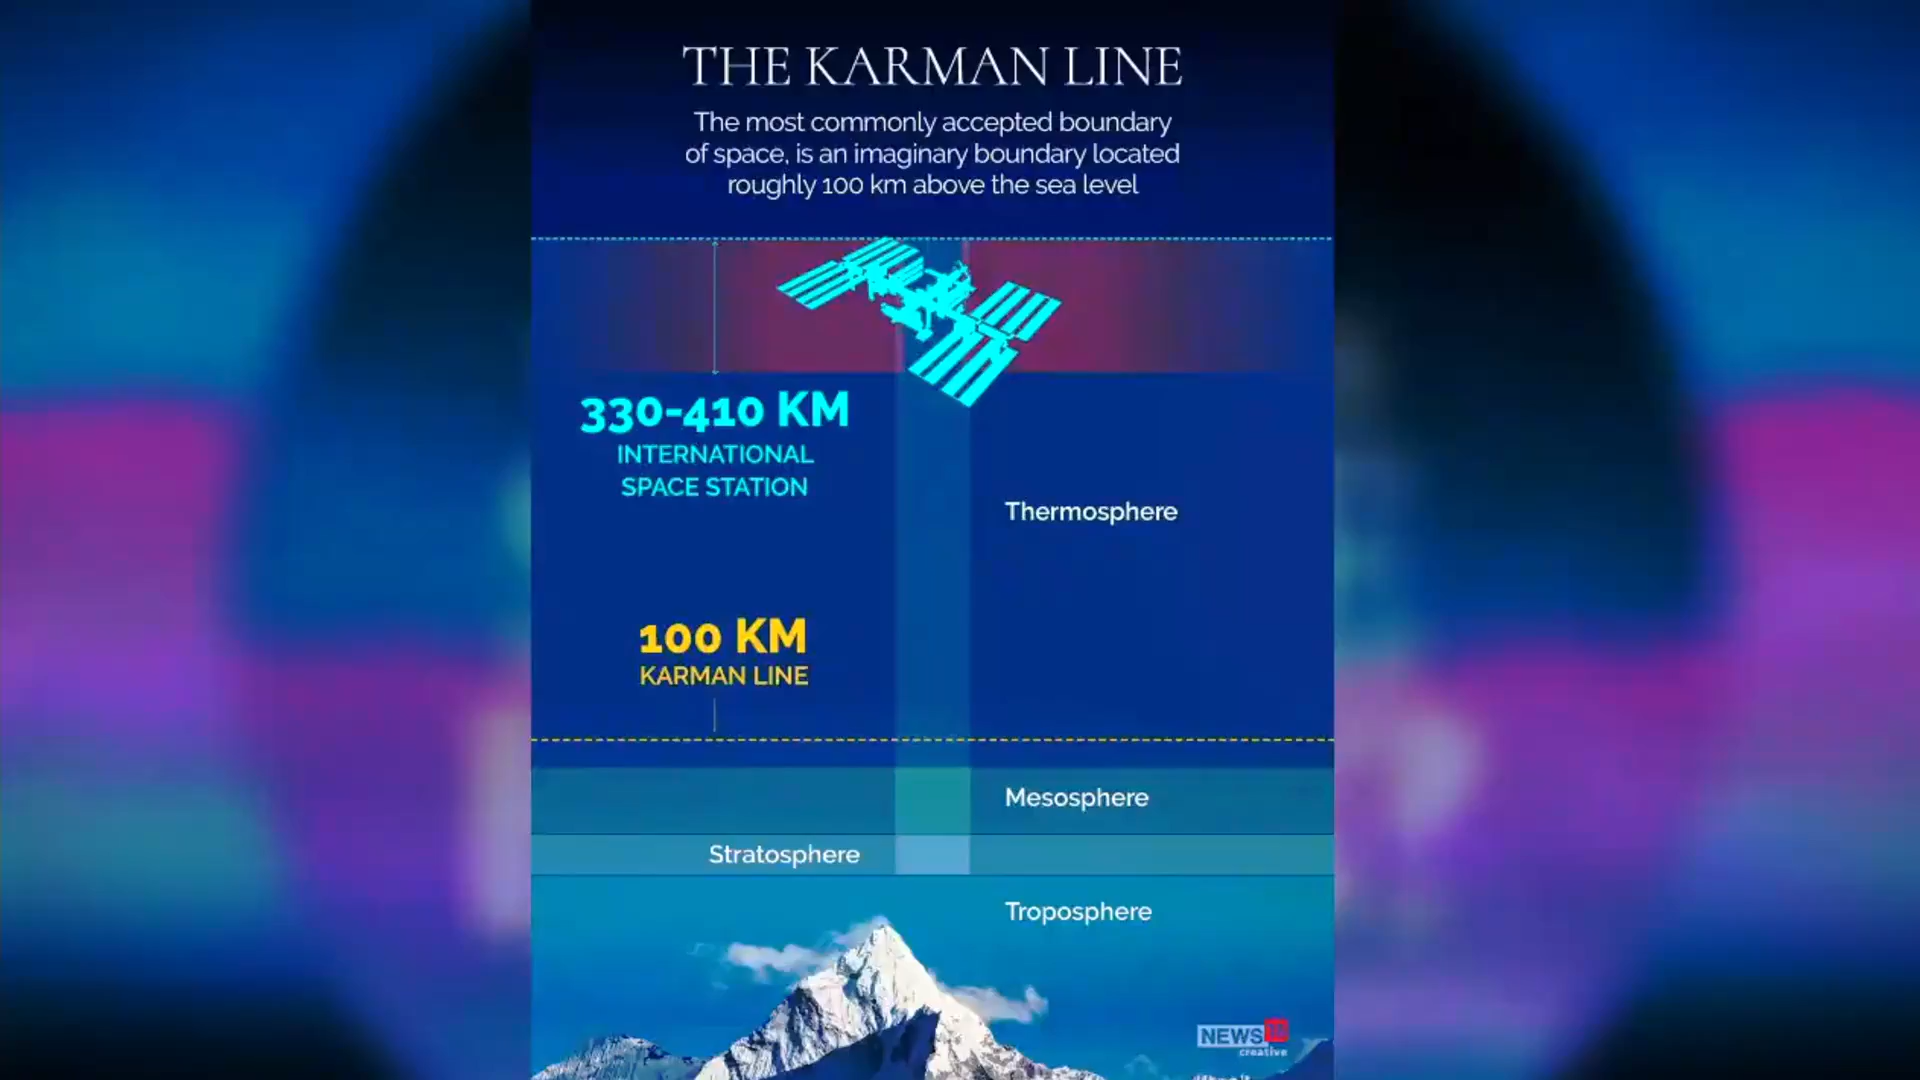 THE KARMAN LINE
The most commonly accepted boundary
of space, is an imaginary boundary located
roughly 100 km above the sea level
330-410 KM
INTERNATIONAL
SPACE STATION
Thermosphere
100 KM
KARMAN LINE
Mesosphere
Stratosphere
Troposphere
NEWS18
creative